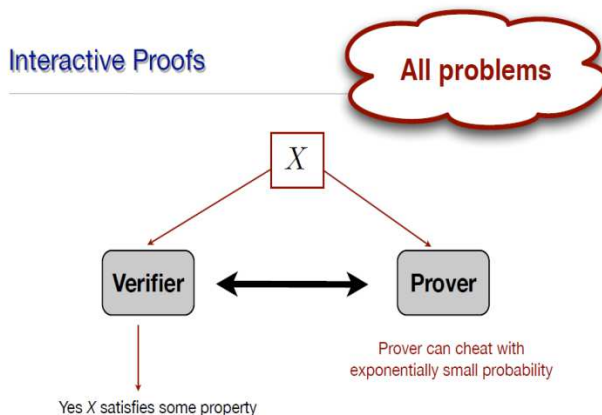 Interactive Proofs
All problems
X
Verifier
Prover
Prover can cheat with
exponentially small probability
Yes X satisfies some property